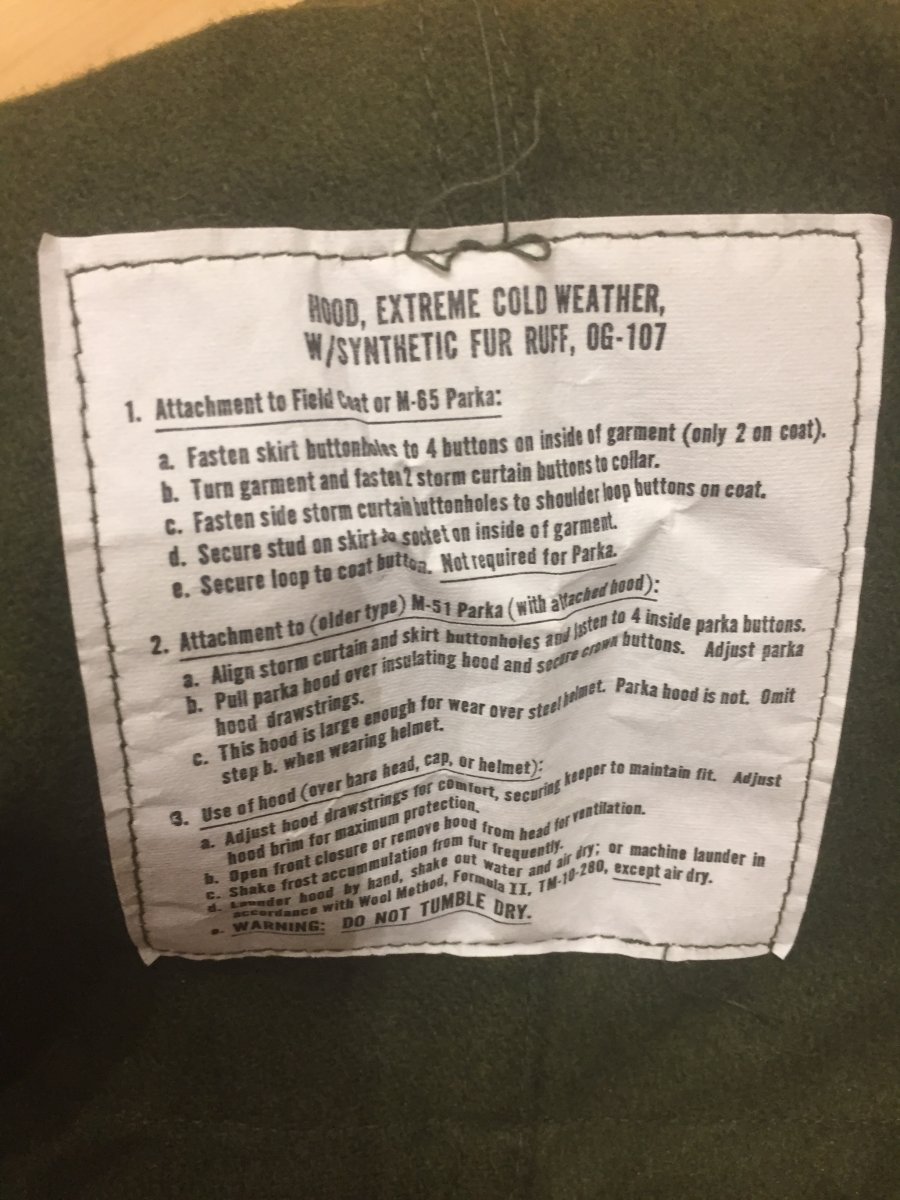 HOOD, EXTREME COLD WEATHER,
W/SYNTHETIC FUR RUFF, OG-107
1. Attachment to Field Coat or M-65 Parka:
a. Fasten skirt buttonholes to 4 buttons on inside of garment (only 2 on coat).
b. Turn garment and fasten 2 storm curtain buttons to collar.
c. Fasten side storm curtain buttonholes to shoulder loop buttons on coat.
d. Secure stud on skirt to socket on inside of garment.
e. Secure loop to coat button. Not required for Parka.
2. Attachment to (older type) M-51 Parka (with attached hood):
a. Align storm curtain and skirt buttonholes and fasten to 4 inside parka buttons.
b. Pull parka hood over insulating hood and secure crown buttons. Adjust parka
hood drawstrings.
c. This hood is large enough for wear over steel helmet. Parka hood is not. Omit
step b. when wearing helmet.
3. Use of hood (over bare head, cap, or helmet):
a. Adjust hood drawstrings for comfort, securing keeper to maintain fit. Adjust
hood brim for maximum protection.
b. Open front closure or remove hood from head for ventilation.
c. Shake frost accummulation from fur frequently.
d. Launder hood by hand, shake out water and air dry; or machine launder in
accordance with Wool Method, Formula II, TM-10-280, except air dry.
e. WARNING: DO NOT TUMBLE DRY.